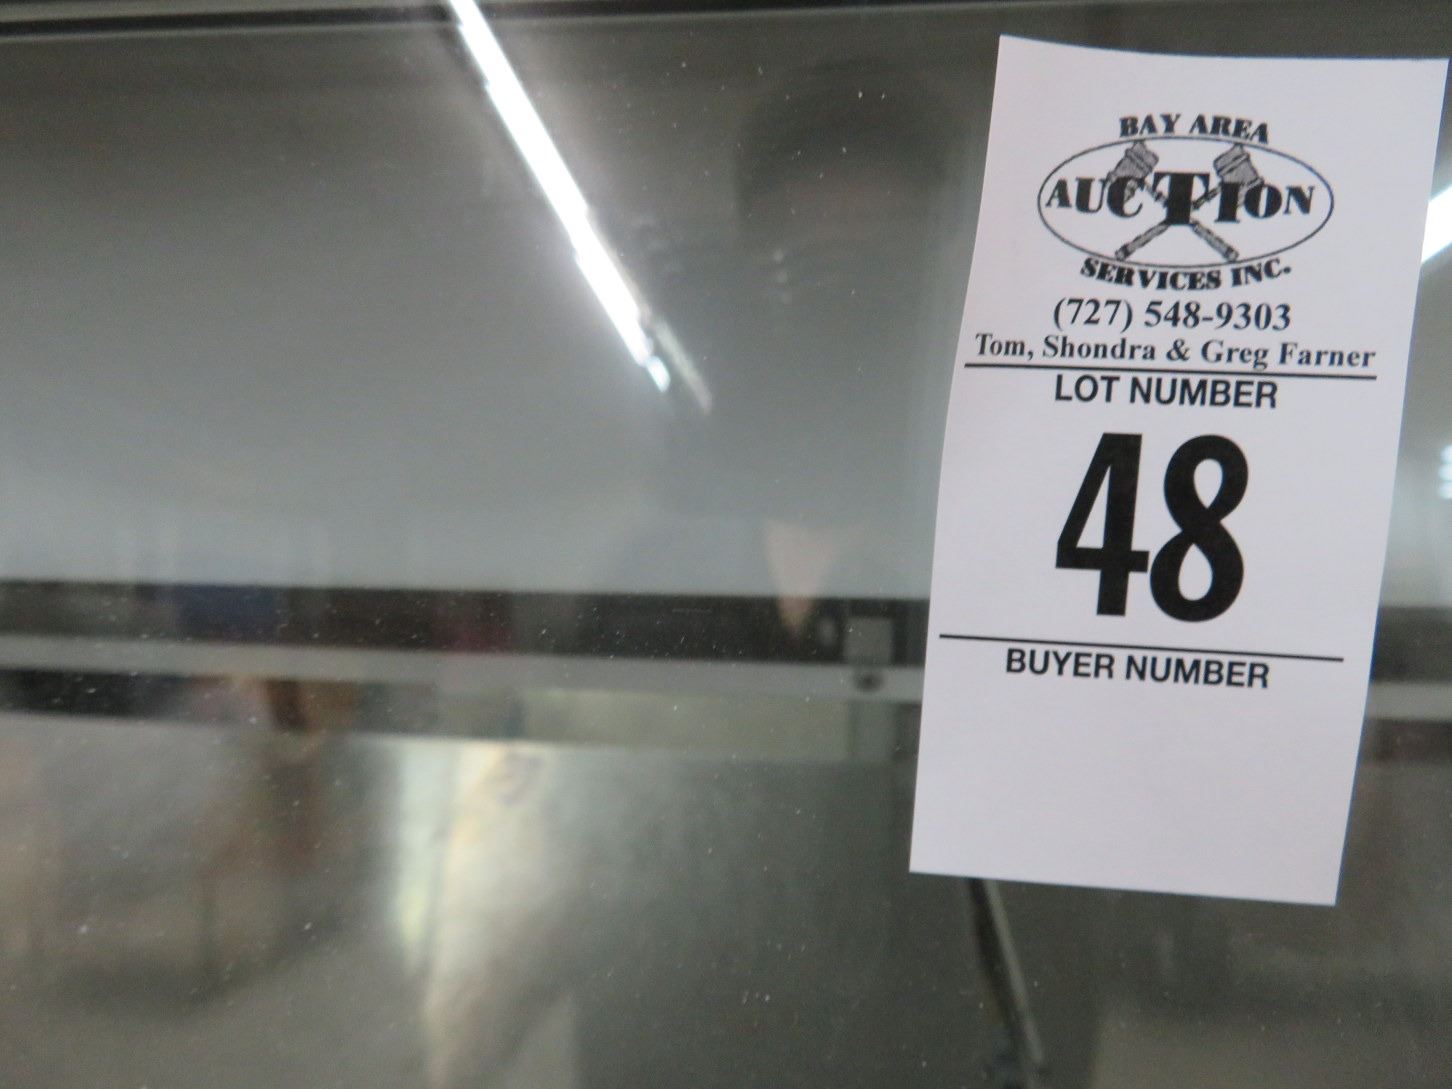 BAY AREA
AUCTION
SERVICES INC.
(727) 548-9303
Tom, Shondra & Greg Farner
LOT NUMBER
48
BUYER NUMBER